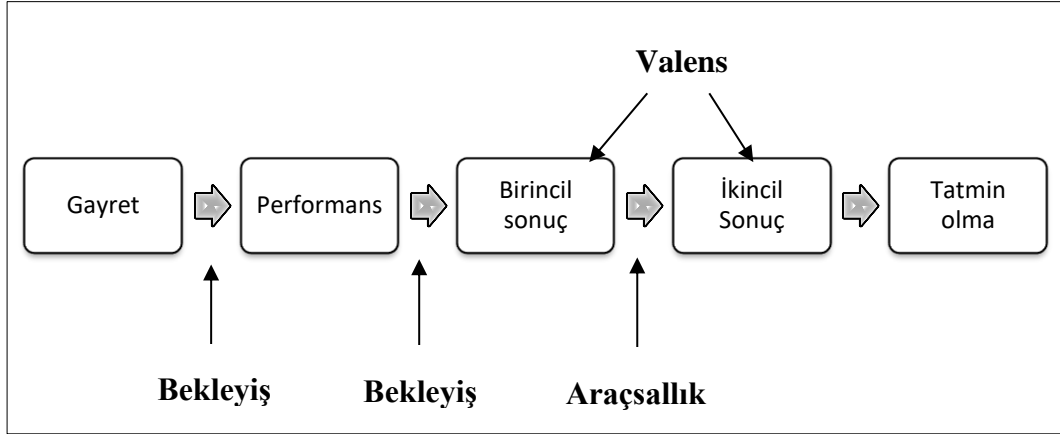 Valens
Gayret
Performans
Birincil
sonuç
İkincil
Sonuç
Tatmin
olma
Bekleyiş
Bekleyiş
Araçsallık